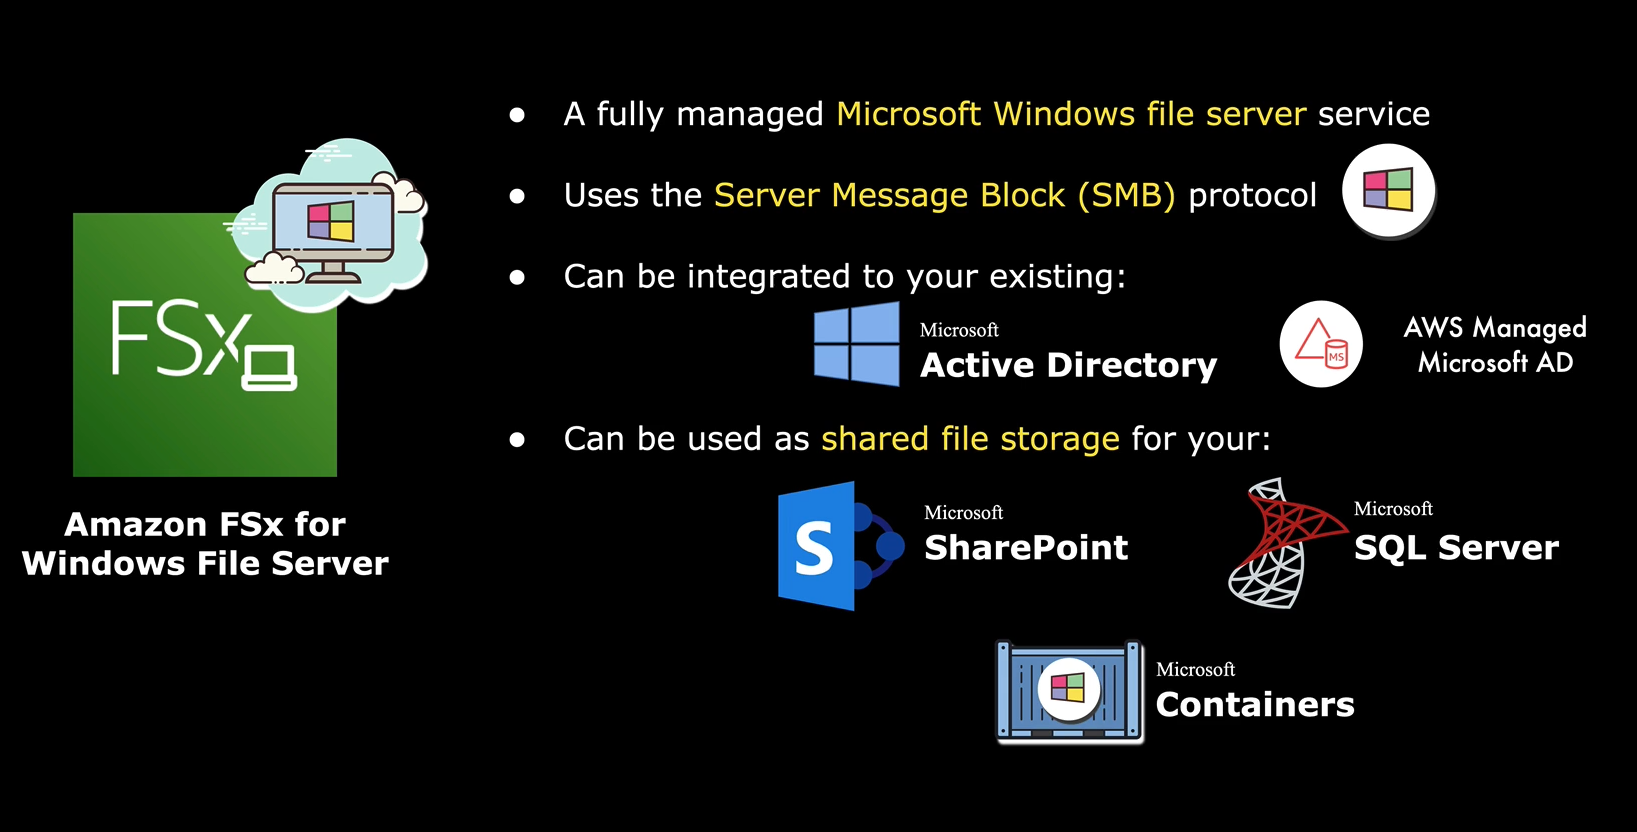 ● A fully managed Microsoft Windows file server service
● Uses the Server Message Block (SMB) protocol
● Can be integrated to your existing:
Microsoft
Active Directory
AWS Managed
Microsoft AD
MS
● Can be used as shared file storage for your:
S
Microsoft
SharePoint
Microsoft
SQL Server
Microsoft
Containers
FSx
Amazon FSx for
Windows File Server